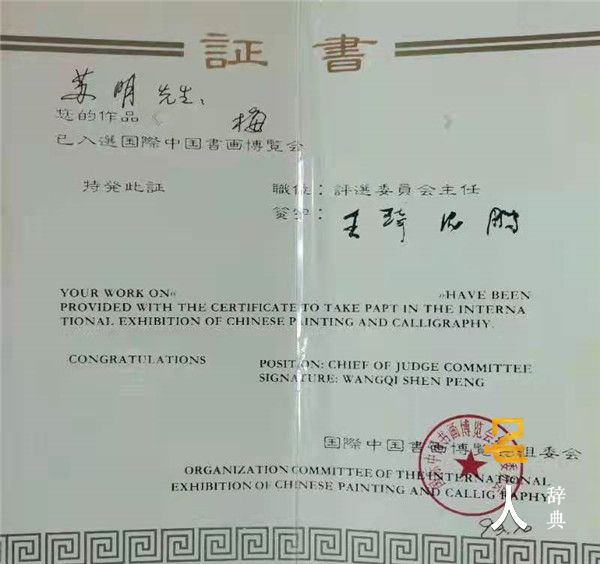 証書
苏明 先生:
您的作品《 梅 》
已入選国際中国書画博覧会
特発此証
職位:評選委員会主任
簽字:王琦 沈鹏
YOUR WORK ON« »HAVE BEEN
PROVIDED WITH THE CERTIFICATE TO TAKE PAPT IN THE INTERNA
TIONAL EXHIBITION OF CHINESE PAINTING AND CALLIGRAPHY.
CONGRATULATIONS
POSITION: CHIEF OF JUDGE COMMITTEE
SIGNATURE: WANGQI SHEN PENG
国際中国書画博覧会組委会
ORGANIZATION COMMITTEE OF THE INTERNATIONAL
EXHIBITION OF CHINESE PAINTING AND CALLIGRAPHY
名人辞典